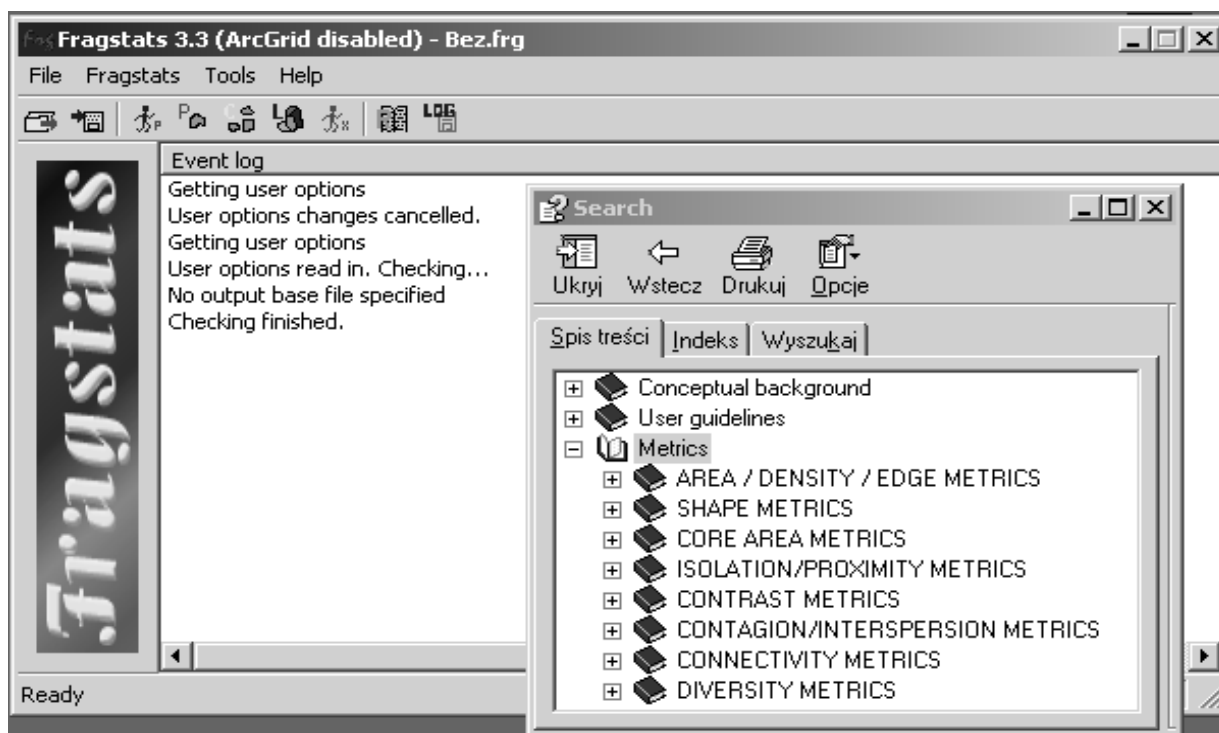 Fragstats 3.3 (ArcGrid disabled) - Bez.frg
File Fragstats Tools Help
LOG
Fragstats
Event log
Getting user options
User options changes cancelled.
Getting user options
User options read in. Checking...
No output base file specified
Checking finished.
Ready
Search
Ukryj Wstecz Drukuj Opcje
Spis treści Indeks Wyszukaj
Conceptual background
User guidelines
Metrics
AREA / DENSITY / EDGE METRICS
SHAPE METRICS
CORE AREA METRICS
ISOLATION/PROXIMITY METRICS
CONTRAST METRICS
CONTAGION/INTERSPERSION METRICS
CONNECTIVITY METRICS
DIVERSITY METRICS